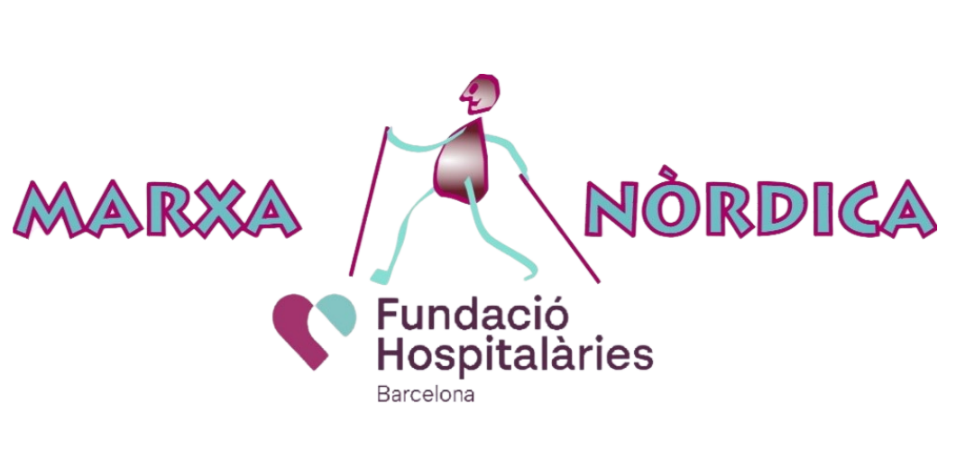 MARXA NÒRDICA
Fundació
Hospitalàries
Barcelona